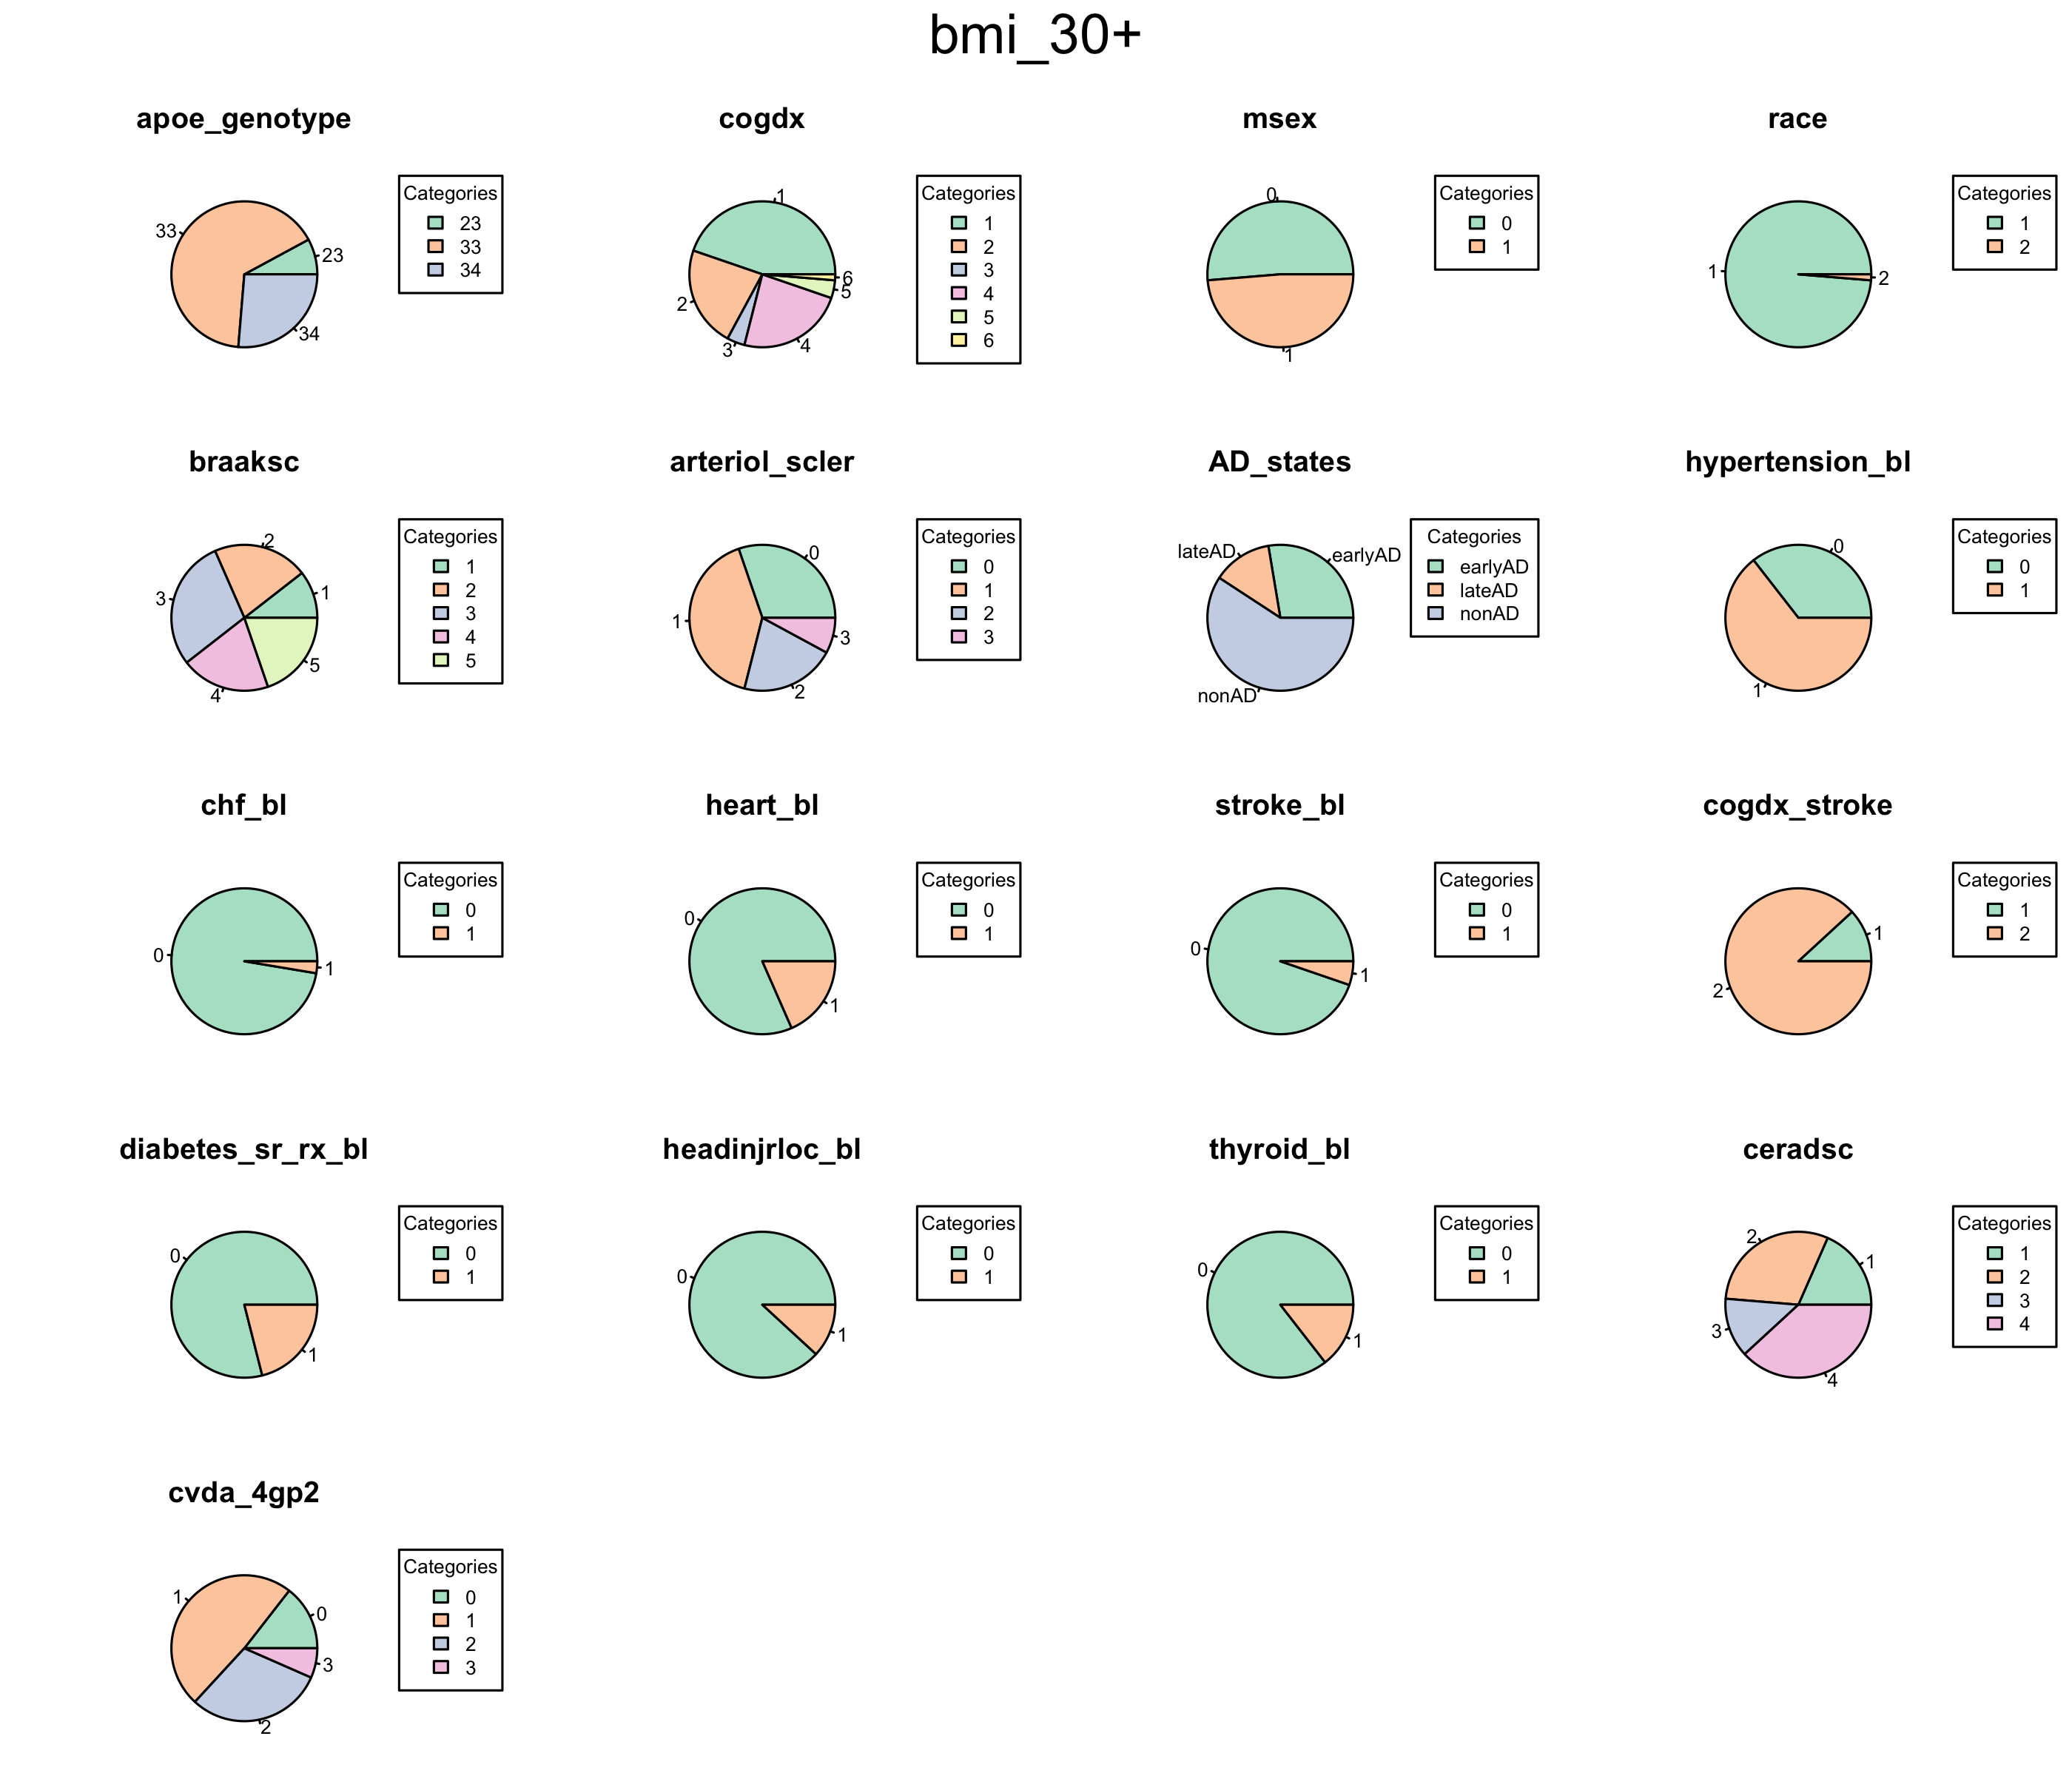 bmi_30+
apoe_genotype
33
23
34
Categories
23
33
34
cogdx
1
2
3
4
5
6
Categories
1
2
3
4
5
6
msex
0
1
Categories
0
1
race
1
2
Categories
1
2
braaksc
2
1
3
4
5
Categories
1
2
3
4
5
arteriol_scler
0
1
2
3
Categories
0
1
2
3
AD_states
lateAD
earlyAD
nonAD
Categories
earlyAD
lateAD
nonAD
hypertension_bl
0
1
Categories
0
1
chf_bl
0
1
Categories
0
1
heart_bl
0
1
Categories
0
1
stroke_bl
0
1
Categories
0
1
cogdx_stroke
1
2
Categories
1
2
diabetes_sr_rx_bl
0
1
Categories
0
1
headinjrloc_bl
0
1
Categories
0
1
thyroid_bl
0
1
Categories
0
1
ceradsc
2
1
3
4
Categories
1
2
3
4
cvda_4gp2
1
0
3
2
Categories
0
1
2
3